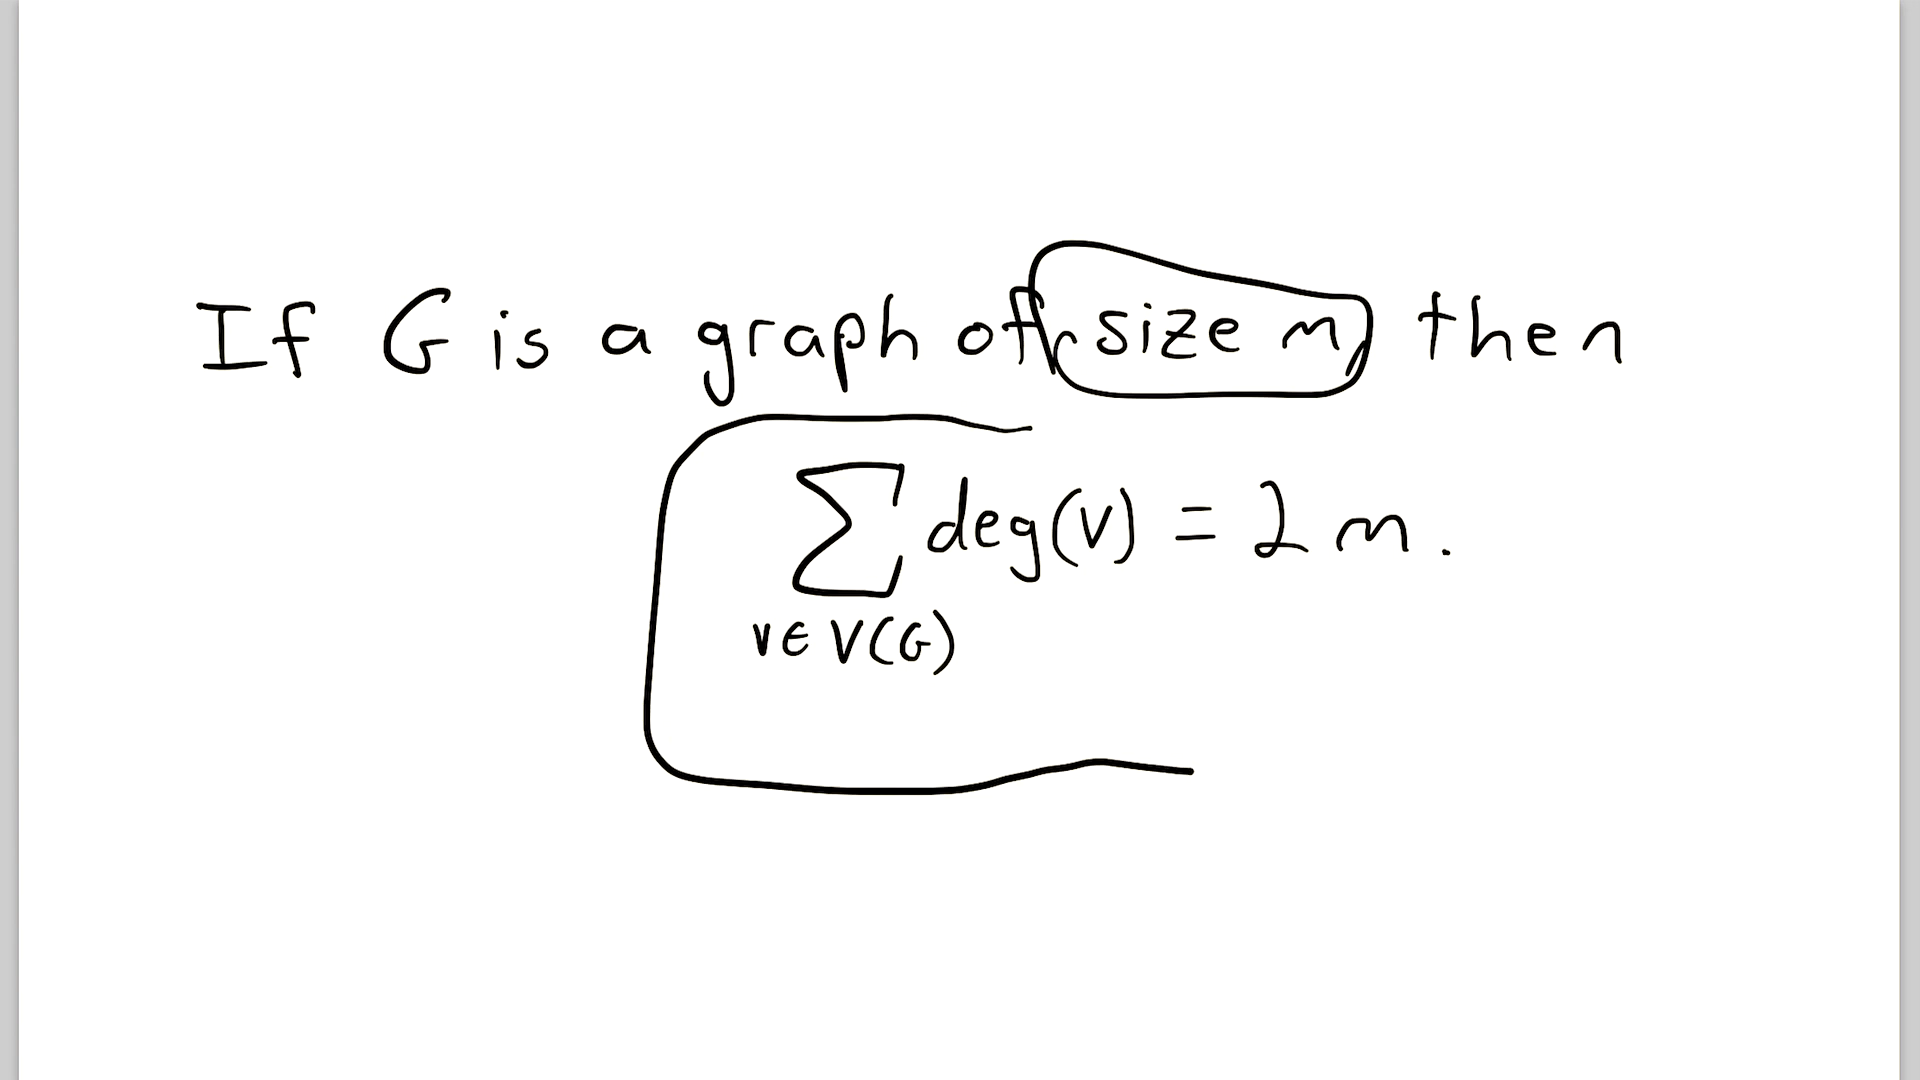 If G is a graph of size m, then
∑ deg(v) = 2m.
v∈V(G)